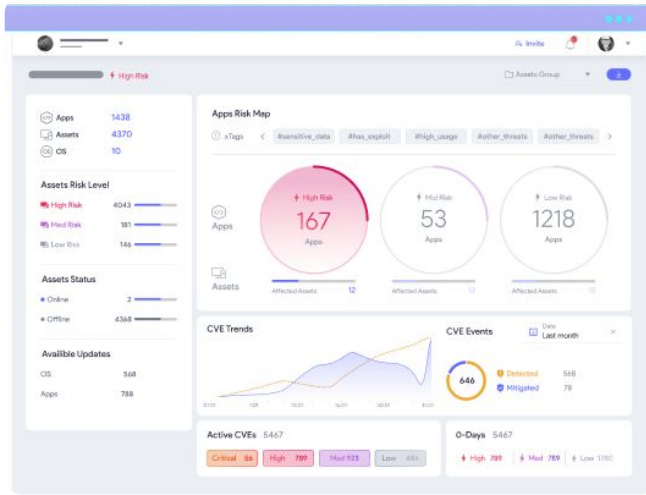 Invite
High Risk
Assets Group
Apps 1438
Assets 4370
OS 10
Assets Risk Level
High Risk 4043
Med Risk 181
Low Risk 146
Assets Status
Online 2
Offline 4368
Availible Updates
OS 568
Apps 788
Apps Risk Map
xTags < #sensitive_data #has_exploit #high_usage #other_threats #other_threats >
Apps
High Risk
167
Apps
Mid Risk
53
Apps
Low Risk
1218
Apps
Assets
Affected Assets 12
Affected Assets 12
Affected Assets 12
CVE Trends
CVE Events
Date
Last month
646
Detected 568
Mitigated 78
Active CVEs 5467
Critical 56 High 789 Med 923 Low 486
0-Days 5467
High 789 Med 789 Low 1780